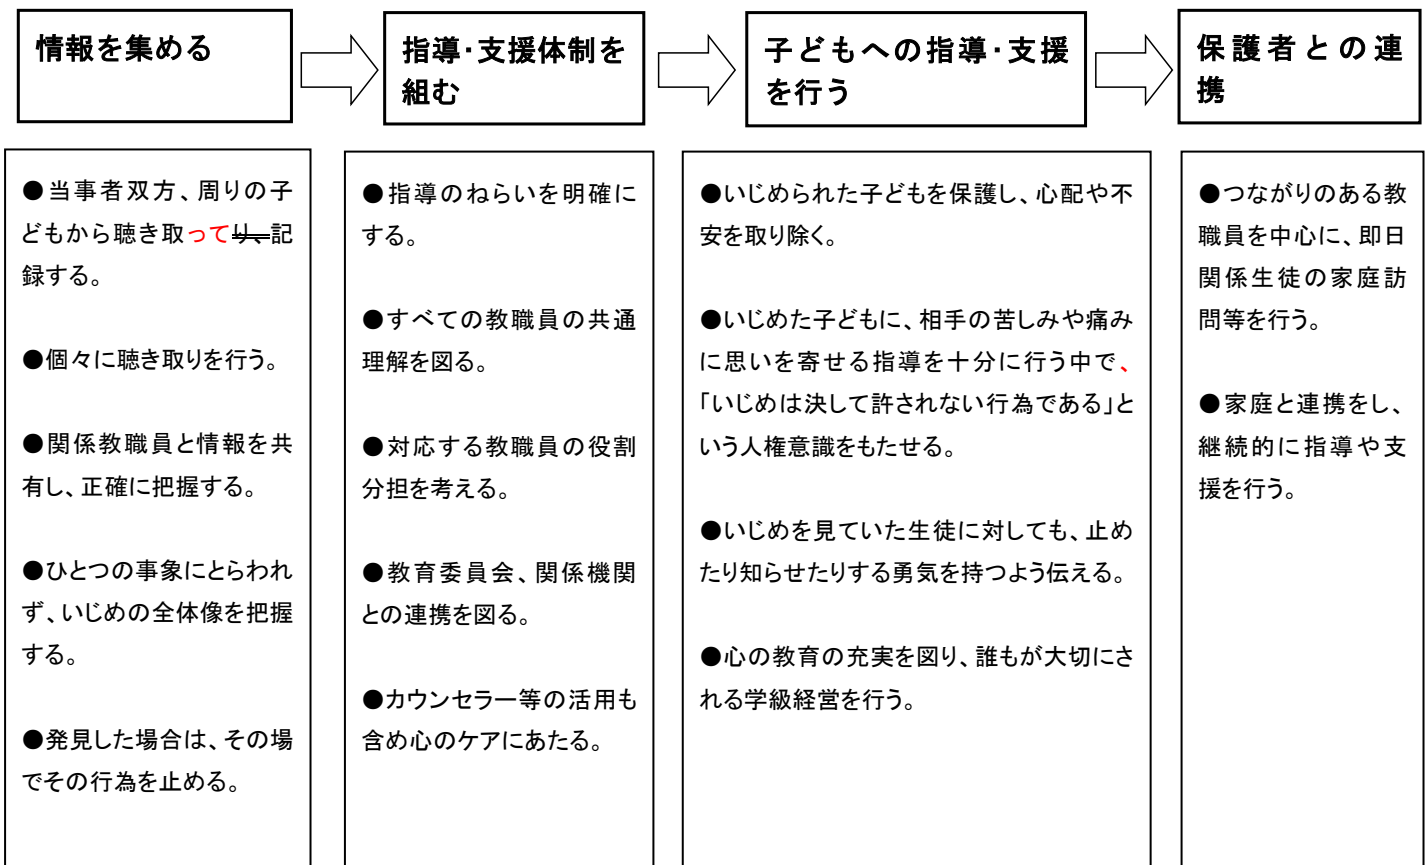 情報を集める
指導・支援体制を
組む
子どもへの指導・支援
を行う
保護者との連
携
●当事者双方、周りの子
どもから聴き取ってり、記
録する。
●個々に聴き取りを行う。
●関係教職員と情報を共
有し、正確に把握する。
●ひとつの事象にとらわれ
ず、いじめの全体像を把握
する。
●発見した場合は、その場
でその行為を止める。
●指導のねらいを明確に
する。
●すべての教職員の共通
理解を図る。
●対応する教職員の役割
分担を考える。
●教育委員会、関係機関
との連携を図る。
●カウンセラー等の活用も
含め心のケアにあたる。
●いじめられた子どもを保護し、心配や不
安を取り除く。
●いじめた子どもに、相手の苦しみや痛み
に思いを寄せる指導を十分に行う中で、
「いじめは決して許されない行為である」と
いう人権意識をもたせる。
●いじめを見ていた生徒に対しても、止め
たり知らせたりする勇気を持つよう伝える。
●心の教育の充実を図り、誰もが大切にさ
れる学級経営を行う。
●つながりのある教
職員を中心に、即日
関係生徒の家庭訪
問等を行う。
●家庭と連携をし、
継続的に指導や支
援を行う。